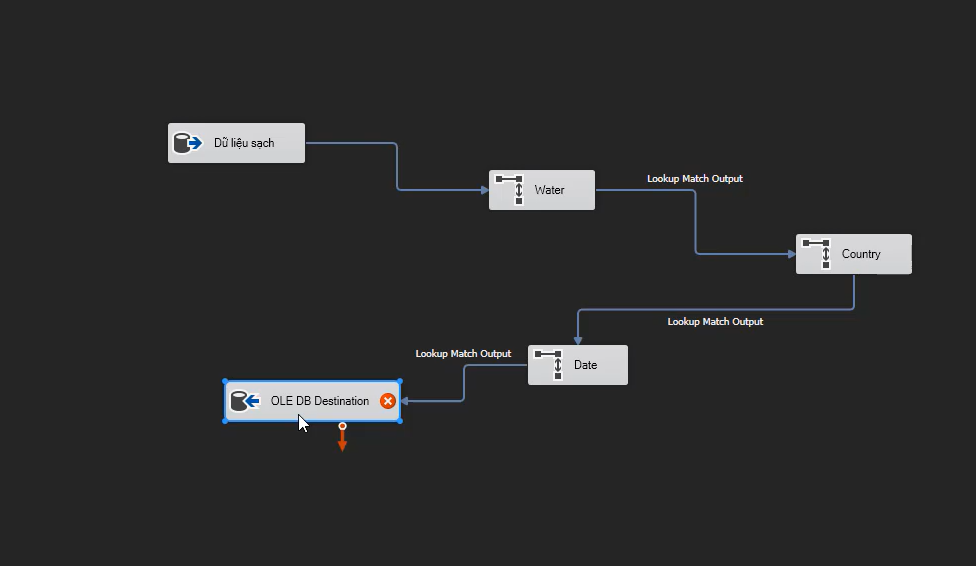 Dữ liệu sạch
Water
Lookup Match Output
Country
Lookup Match Output
Lookup Match Output
Date
OLE DB Destination